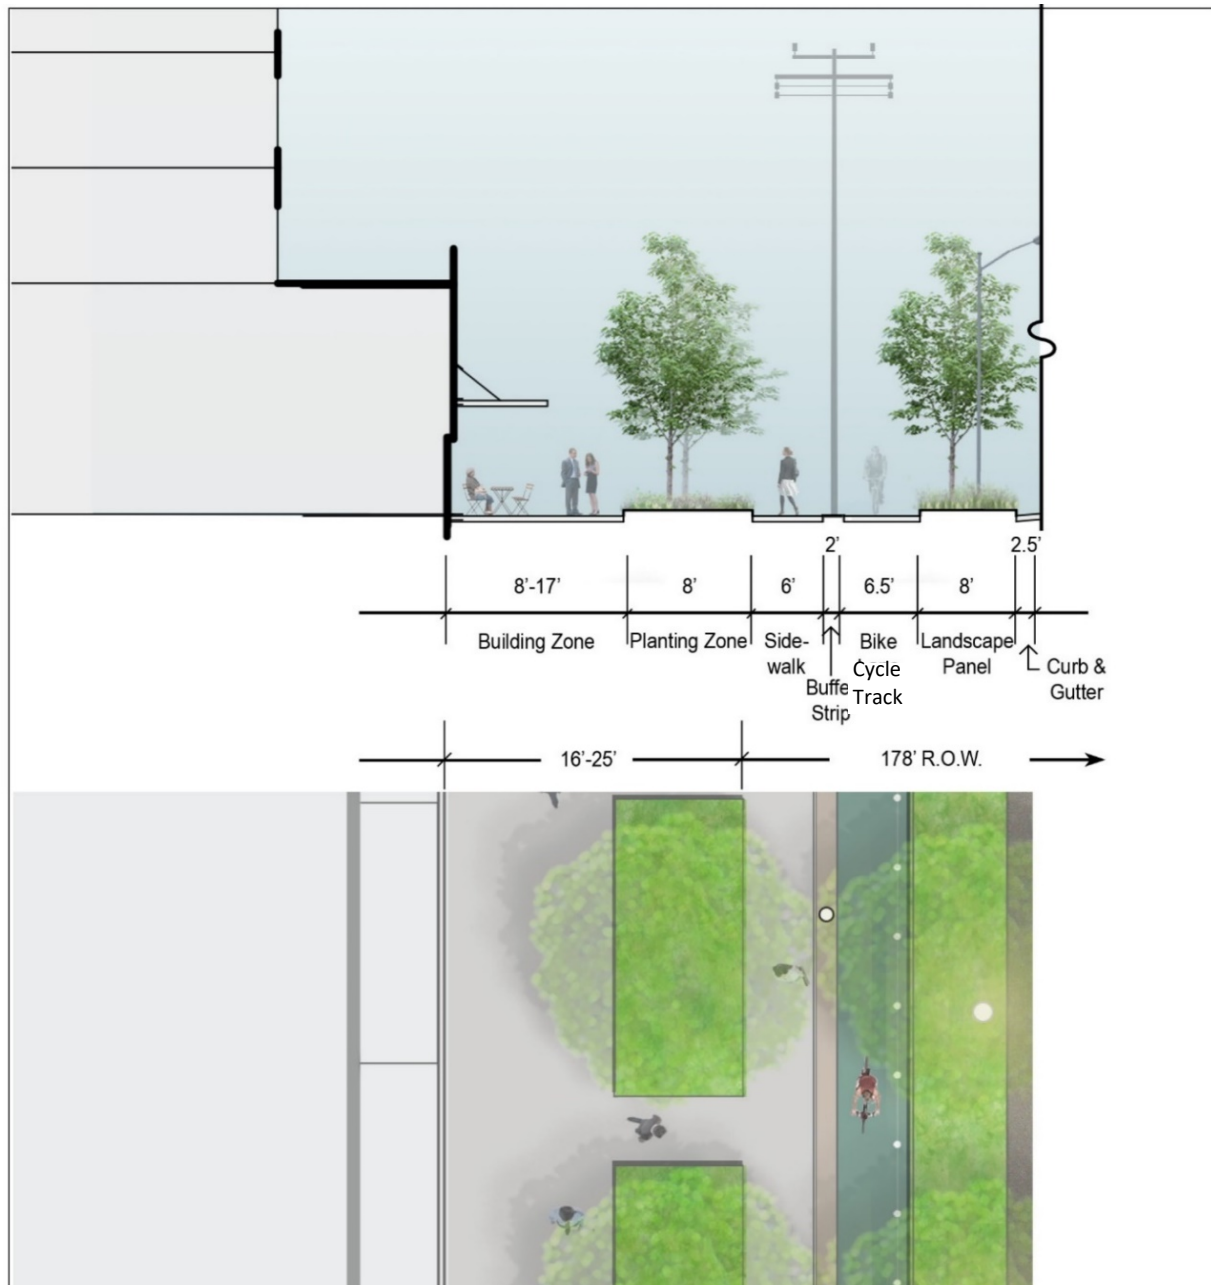 2’ 2.5’
8’-17’ 8’ 6’ 6.5’ 8’
Building Zone
Planting Zone
Side-
walk
Strip
Bike
Cycle
Track
Landscape
Panel
Curb &
Gutter
16’-25’ 178’ R.O.W.